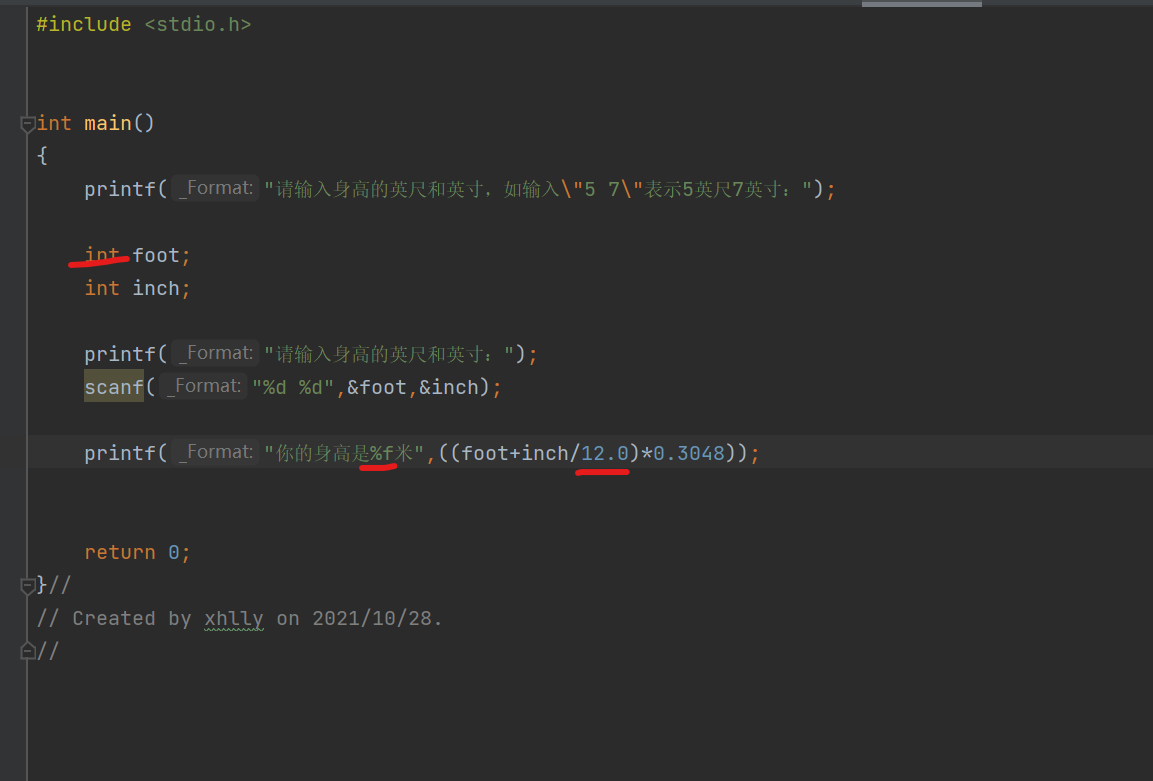 #include <stdio.h>
int main()
{
printf( _Format: "请输入身高的英尺和英寸，如输入\"5 7\"表示5英尺7英寸：");
int foot;
int inch;
printf( _Format: "请输入身高的英尺和英寸：");
scanf( _Format: "%d %d",&foot,&inch);
printf( _Format: "你的身高是%f米",((foot+inch/12.0)*0.3048));
return 0;
}//
// Created by xhlly on 2021/10/28.
//